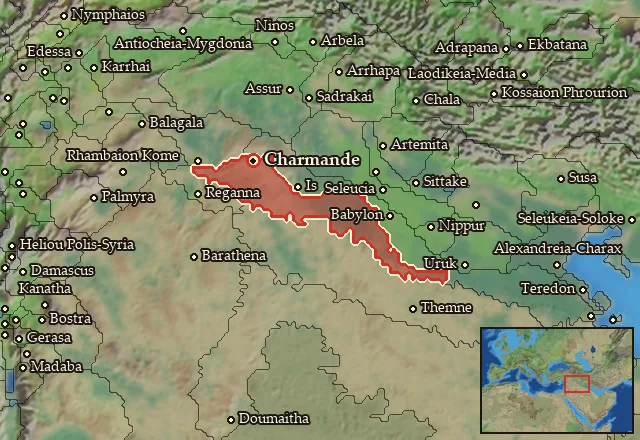 Nymphaios
Ninos
Edessa
Antiocheia-Mygdonia
Arbela
Adrapana
Ekbatana
Karrhai
Arrhapa
Laodikeia-Media
Assur
Sadrakai
Chala
Kossaion Phrourion
Balagala
Artemita
Rhambaion Kome
Charmande
Susa
Palmyra
Reganna
Is
Seleucia
Sittake
Babylon
Nippur
Seleukeia-Soloke
Heliou Polis-Syria
Barathena
Alexandreia-Charax
Damascus
Uruk
Kanatha
Teredon
Bostra
Themne
Gerasa
Madaba
Doumaitha